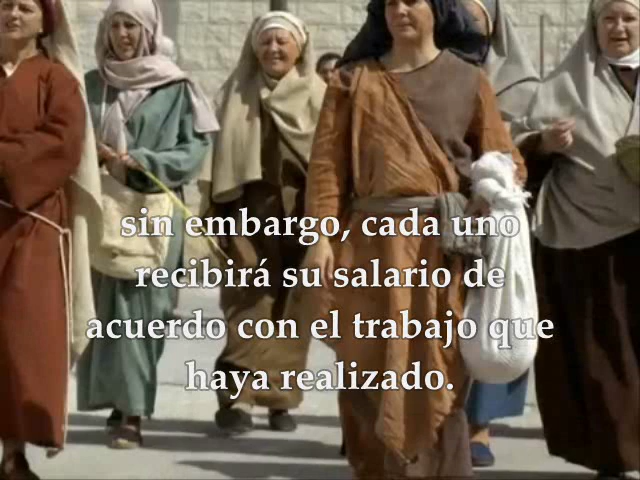 sin embargo, cada uno
recibirá su salario de
acuerdo con el trabajo que
haya realizado.